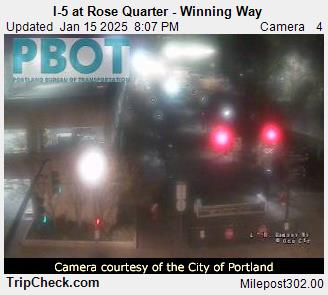 I-5 at Rose Quarter - Winning Way
Updated Jan 15 2025 8:07 PM Camera 4
PBOT
PORTLAND BUREAU OF TRANSPORTATION
Camera courtesy of the City of Portland
TripCheck.com Milepost302.00